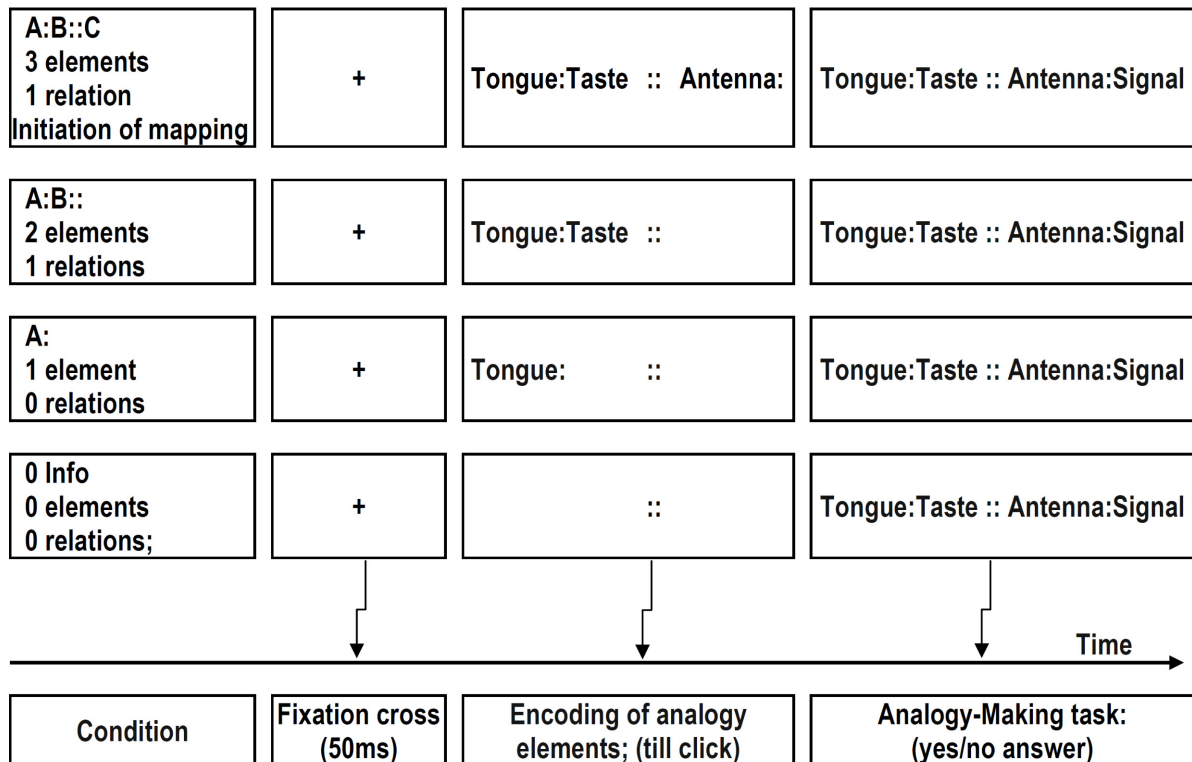 A:B::C
3 elements
1 relation
Initiation of mapping
+
Tongue:Taste :: Antenna:
Tongue:Taste :: Antenna:Signal
A:B::
2 elements
1 relations
+
Tongue:Taste ::
Tongue:Taste :: Antenna:Signal
A:
1 element
0 relations
+
Tongue: ::
Tongue:Taste :: Antenna:Signal
0 Info
0 elements
0 relations;
+
::
Tongue:Taste :: Antenna:Signal
Time
Condition
Fixation cross
(50ms)
Encoding of analogy
elements; (till click)
Analogy-Making task:
(yes/no answer)